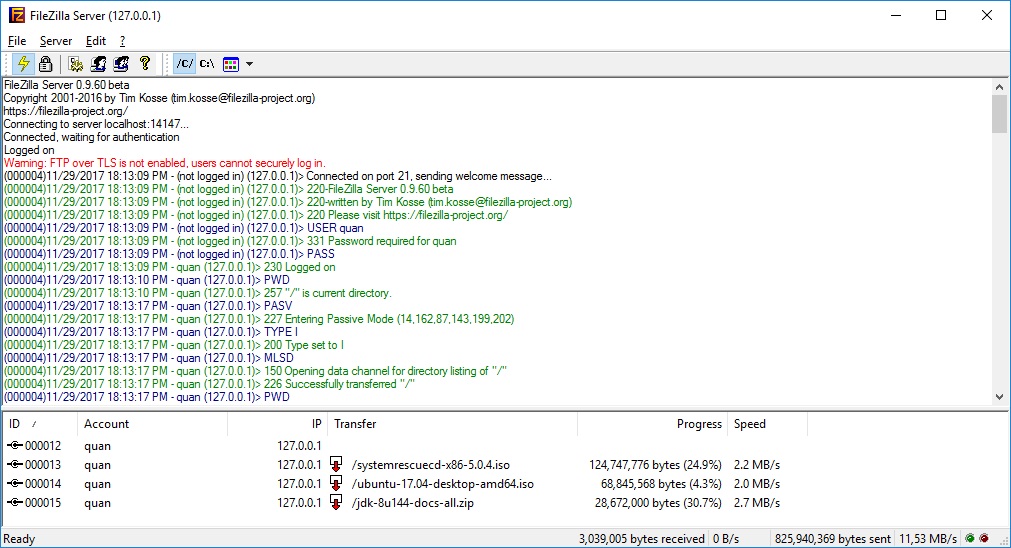 FileZilla Server (127.0.0.1)
File Server Edit ?
/C/ C:\
FileZilla Server 0.9.60 beta
Copyright 2001-2016 by Tim Kosse (tim.kosse@filezilla-project.org)
https://filezilla-project.org/
Connecting to server localhost:14147...
Connected, waiting for authentication
Logged on
Warning: FTP over TLS is not enabled, users cannot securely log in.
(000004)11/29/2017 18:13:09 PM - (not logged in) (127.0.0.1)> Connected on port 21, sending welcome message...
(000004)11/29/2017 18:13:09 PM - (not logged in) (127.0.0.1)> 220-FileZilla Server 0.9.60 beta
(000004)11/29/2017 18:13:09 PM - (not logged in) (127.0.0.1)> 220-written by Tim Kosse (tim.kosse@filezilla-project.org)
(000004)11/29/2017 18:13:09 PM - (not logged in) (127.0.0.1)> 220 Please visit https://filezilla-project.org/
(000004)11/29/2017 18:13:09 PM - (not logged in) (127.0.0.1)> USER quan
(000004)11/29/2017 18:13:09 PM - (not logged in) (127.0.0.1)> 331 Password required for quan
(000004)11/29/2017 18:13:09 PM - (not logged in) (127.0.0.1)> PASS
(000004)11/29/2017 18:13:09 PM - quan (127.0.0.1)> 230 Logged on
(000004)11/29/2017 18:13:10 PM - quan (127.0.0.1)> PWD
(000004)11/29/2017 18:13:10 PM - quan (127.0.0.1)> 257 "/" is current directory.
(000004)11/29/2017 18:13:17 PM - quan (127.0.0.1)> PASV
(000004)11/29/2017 18:13:17 PM - quan (127.0.0.1)> 227 Entering Passive Mode (14,162,87,143,199,202)
(000004)11/29/2017 18:13:17 PM - quan (127.0.0.1)> TYPE I
(000004)11/29/2017 18:13:17 PM - quan (127.0.0.1)> 200 Type set to I
(000004)11/29/2017 18:13:17 PM - quan (127.0.0.1)> MLSD
(000004)11/29/2017 18:13:17 PM - quan (127.0.0.1)> 150 Opening data channel for directory listing of "/"
(000004)11/29/2017 18:13:17 PM - quan (127.0.0.1)> 226 Successfully transferred "/"
(000004)11/29/2017 18:13:17 PM - quan (127.0.0.1)> PWD
ID / Account IP Transfer Progress Speed
000012 quan 127.0.0.1
000013 quan 127.0.0.1 /systemrescuecd-x86-5.0.4.iso 124,747,776 bytes (24.9%) 2.2 MB/s
000014 quan 127.0.0.1 /ubuntu-17.04-desktop-amd64.iso 68,845,568 bytes (4.3%) 2.0 MB/s
000015 quan 127.0.0.1 /jdk-8u144-docs-all.zip 28,672,000 bytes (30.7%) 2.7 MB/s
Ready 3,039,005 bytes received 0 B/s 825,940,369 bytes sent 11,53 MB/s